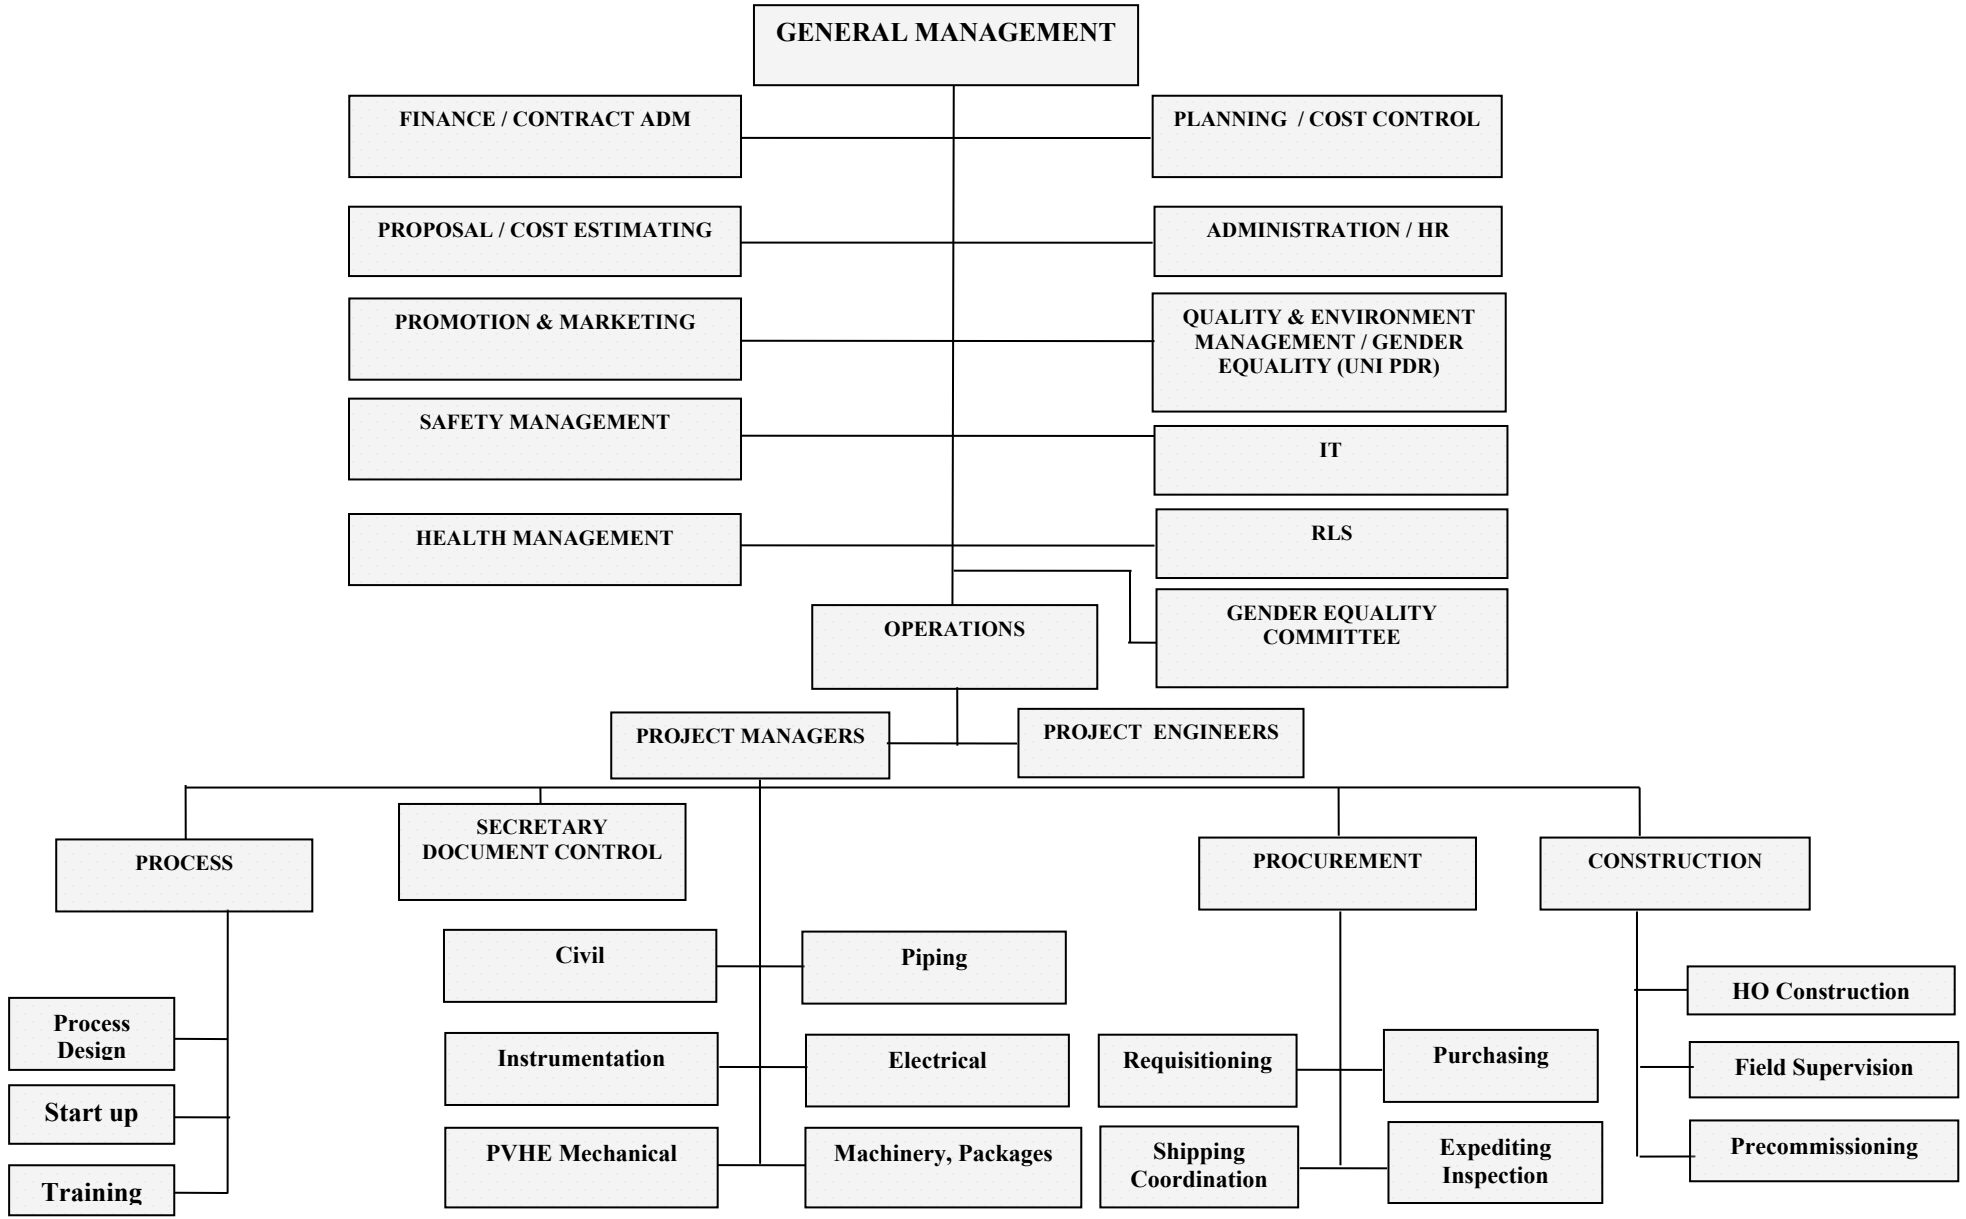 GENERAL MANAGEMENT
FINANCE / CONTRACT ADM
PLANNING / COST CONTROL
PROPOSAL / COST ESTIMATING
ADMINISTRATION / HR
PROMOTION & MARKETING
QUALITY & ENVIRONMENT
MANAGEMENT / GENDER
EQUALITY (UNI PDR)
SAFETY MANAGEMENT
IT
HEALTH MANAGEMENT
RLS
OPERATIONS
GENDER EQUALITY
COMMITTEE
PROJECT MANAGERS
PROJECT ENGINEERS
PROCESS
SECRETARY
DOCUMENT CONTROL
PROCUREMENT
CONSTRUCTION
Process
Design
Start up
Training
Civil
Piping
Instrumentation
Electrical
PVHE Mechanical
Machinery, Packages
Requisitioning
Purchasing
Shipping
Coordination
Expediting
Inspection
HO Construction
Field Supervision
Precommissioning